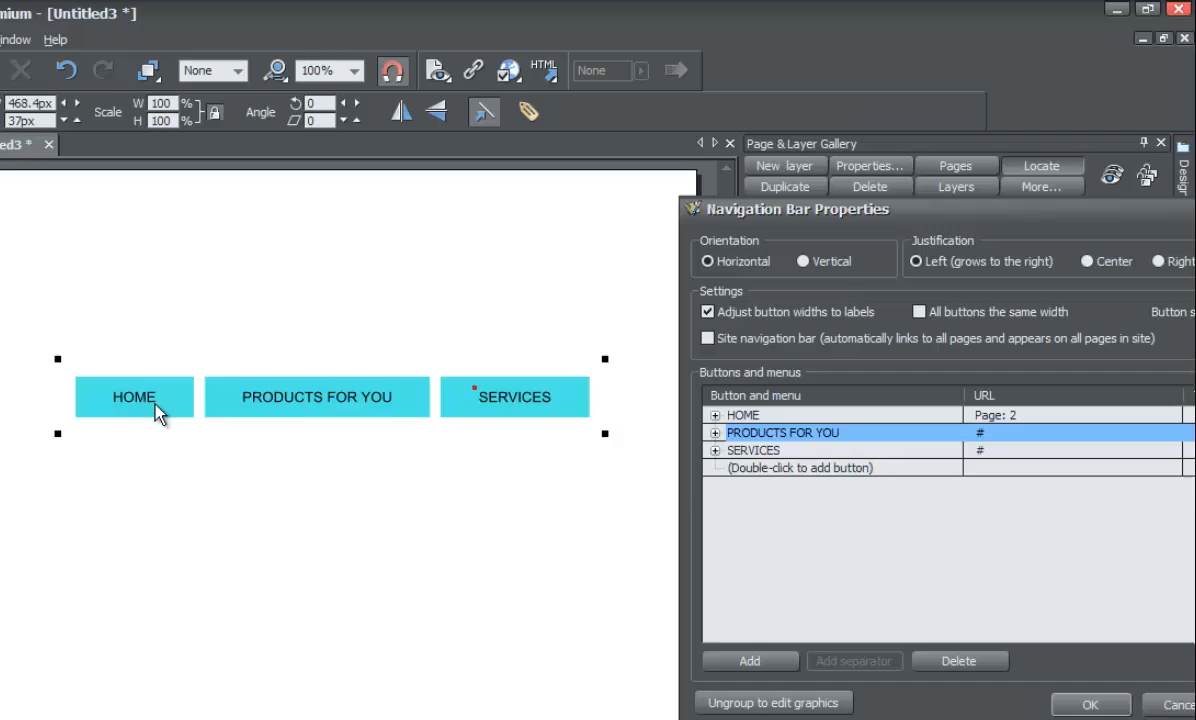 mium - [Untitled3 *]
indow Help
None 100% HTML None
468.4px Scale W 100 % Angle 0
37px H 100 % 0
ed3 * Page & Layer Gallery
New layer Properties... Pages Locate
Duplicate Delete Layers More...
Desigr
Navigation Bar Properties
Orientation Justification
Horizontal Vertical Left (grows to the right) Center Right
Settings
Adjust button widths to labels All buttons the same width Button s
Site navigation bar (automatically links to all pages and appears on all pages in site)
Buttons and menus
Button and menu URL
HOME Page: 2
PRODUCTS FOR YOU #
SERVICES #
(Double-click to add button)
HOME PRODUCTS FOR YOU SERVICES
Add Add separator Delete
Ungroup to edit graphics OK Cance